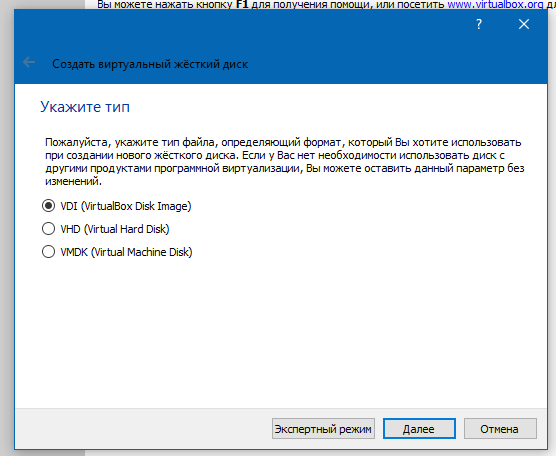 Вы можете нажать кнопку F1 для получения помощи, или посетить www.virtualbox.org дл
?
Создать виртуальный жёсткий диск
Укажите тип
Пожалуйста, укажите тип файла, определяющий формат, который Вы хотите использовать
при создании нового жёсткого диска. Если у Вас нет необходимости использовать диск с
другими продуктами программной виртуализации, Вы можете оставить данный параметр без
изменений.
VDI (VirtualBox Disk Image)
VHD (Virtual Hard Disk)
VMDK (Virtual Machine Disk)
Экспертный режим Далее Отмена